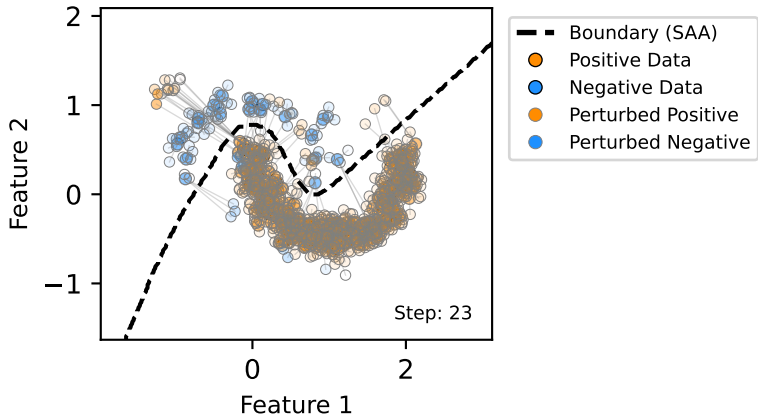 2
1
0
−1
Feature 2
0
2
Feature 1
Step: 23
Boundary (SAA)
Positive Data
Negative Data
Perturbed Positive
Perturbed Negative